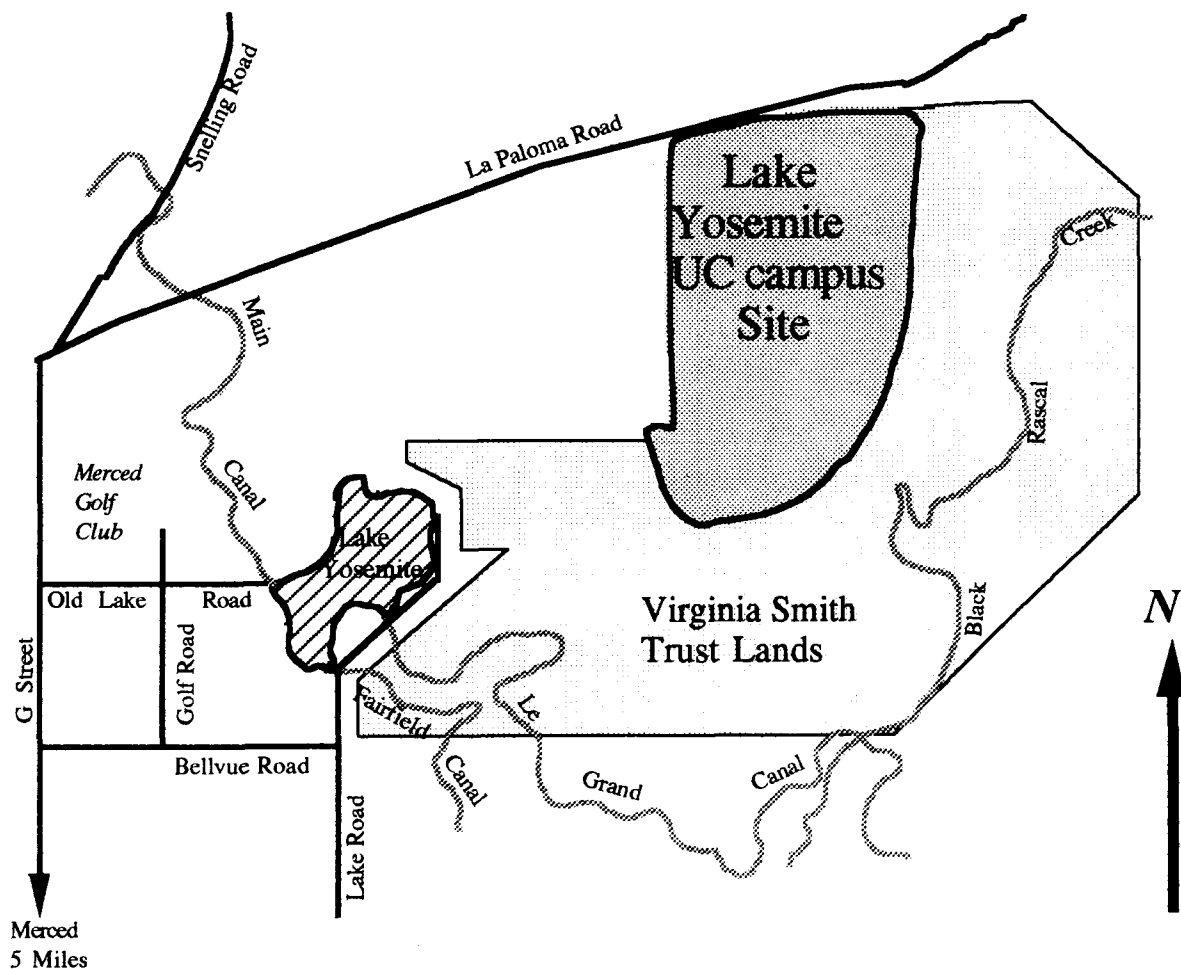 Snelling Road
La Paloma Road
Lake
Yosemite
UC campus
Site
Creek
Main
Rascal
Merced
Golf
Club
Canal
Lake
Yosemite
Old Lake Road
Virginia Smith
Trust Lands
Black
N
G Street
Golf Road
Fairfield
Le
Bellvue Road
Canal
Grand
Canal
Lake Road
Merced
5 Miles